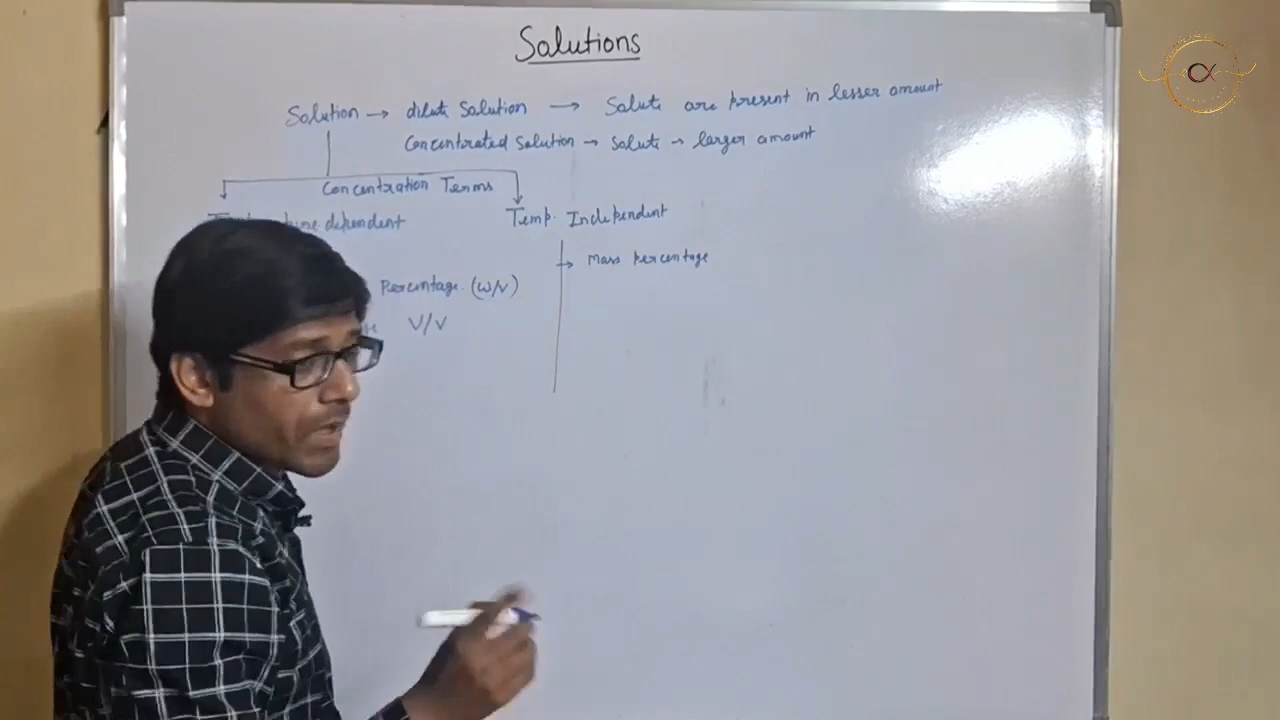 Solutions
Solution → dilute Solution → Solute are present in lesser amount
Concentrated Solution → Solute → larger amount
Concentration Terms
dependent Temp. Independent
→ Mass percentage
Percentage (W/V)
V/V